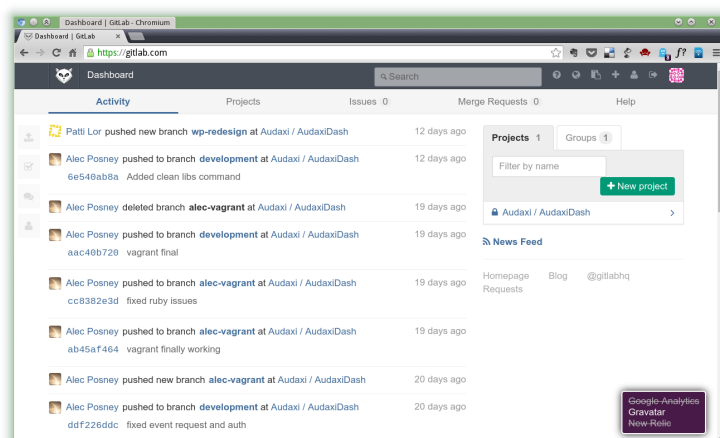 Dashboard | GitLab - Chromium
Dashboard | GitLab ×
https://gitlab.com
f?
Dashboard
Search
Activity Projects Issues 0 Merge Requests 0 Help
Patti Lor pushed new branch wp-redesign at Audaxi / AudaxiDash 12 days ago
Alec Posney pushed to branch development at Audaxi / AudaxiDash 12 days ago
6e540ab8a Added clean libs command
Alec Posney deleted branch alec-vagrant at Audaxi / AudaxiDash 19 days ago
Alec Posney pushed to branch development at Audaxi / AudaxiDash 19 days ago
aac40b720 vagrant final
Alec Posney pushed to branch alec-vagrant at Audaxi / AudaxiDash 19 days ago
cc8382e3d fixed ruby issues
Alec Posney pushed to branch alec-vagrant at Audaxi / AudaxiDash 19 days ago
ab45af464 vagrant finally working
Alec Posney pushed new branch alec-vagrant at Audaxi / AudaxiDash 20 days ago
Alec Posney pushed to branch development at Audaxi / AudaxiDash 20 days ago
ddf226ddc fixed event request and auth
Projects 1 Groups 1
Filter by name
+ New project
Audaxi / AudaxiDash
News Feed
Homepage Blog @gitlabhq
Requests
Google Analytics
Gravatar
New Relic